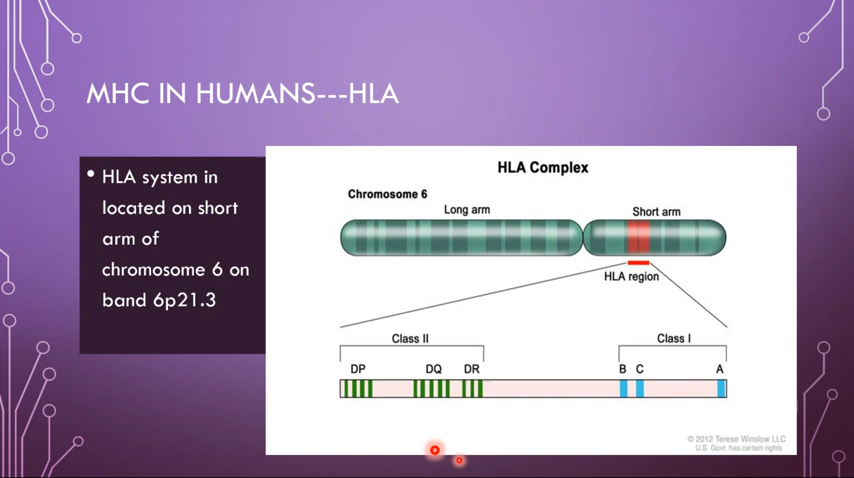 MHC IN HUMANS---HLA
• HLA system in
located on short
arm of
chromosome 6 on
band 6p21.3
HLA Complex
Chromosome 6
Long arm
Short arm
HLA region
Class II
Class I
DP
DQ
DR
B
C
A
© 2012 Terese Winslow LLC
U.S. Govt. has certain rights